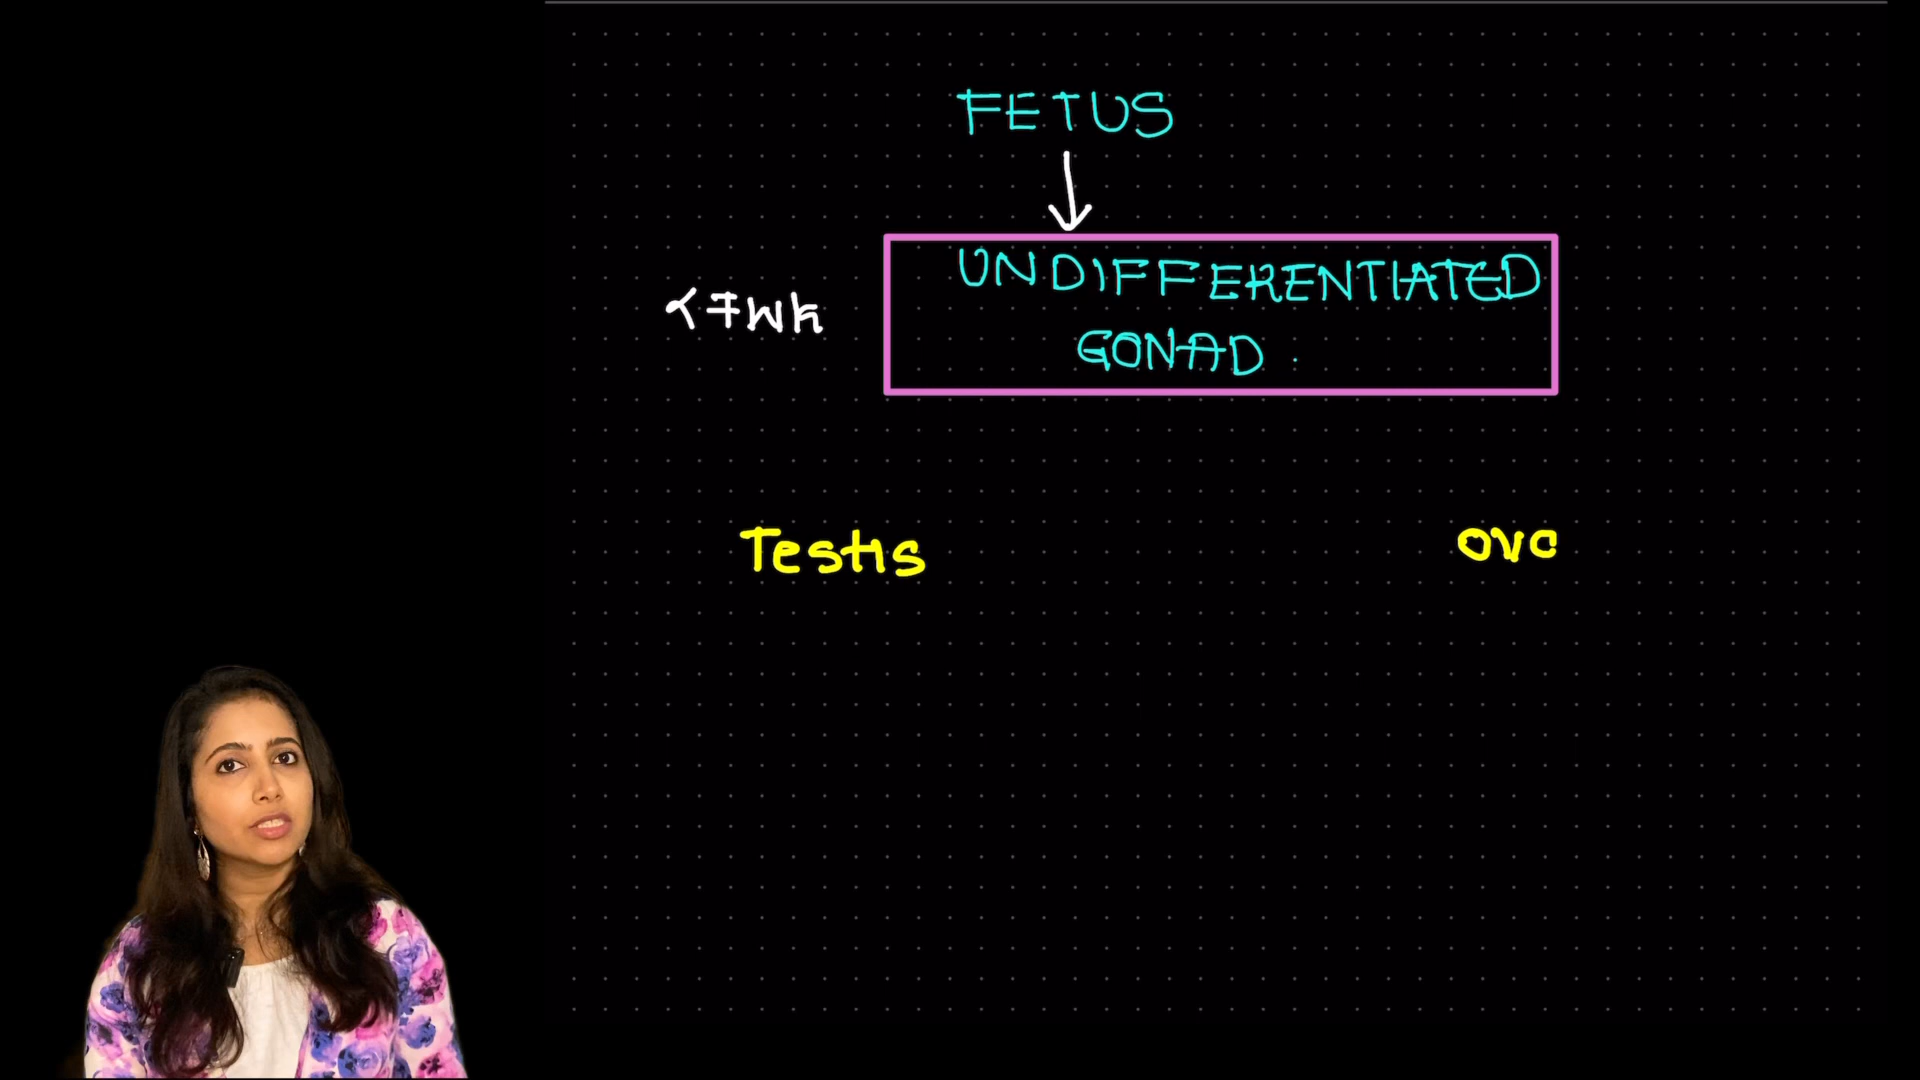 FETUS
UNDIFFERENTIATED
<7wk
GONAD.
Testis
ova